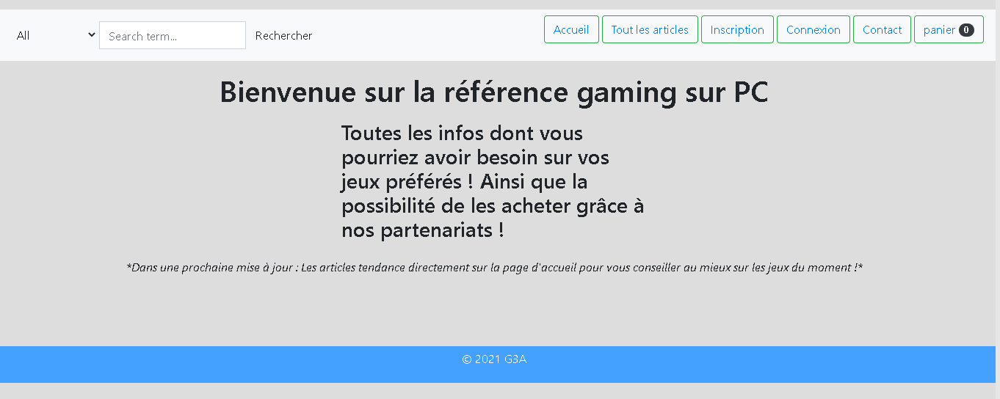 All Search term... Rechercher Accueil Tout les articles Inscription Connexion Contact panier 0
Bienvenue sur la référence gaming sur PC
Toutes les infos dont vous
pourriez avoir besoin sur vos
jeux préférés ! Ainsi que la
possibilité de les acheter grâce à
nos partenariats !
*Dans une prochaine mise à jour : Les articles tendance directement sur la page d'accueil pour vous conseiller au mieux sur les jeux du moment !*
© 2021 G3A